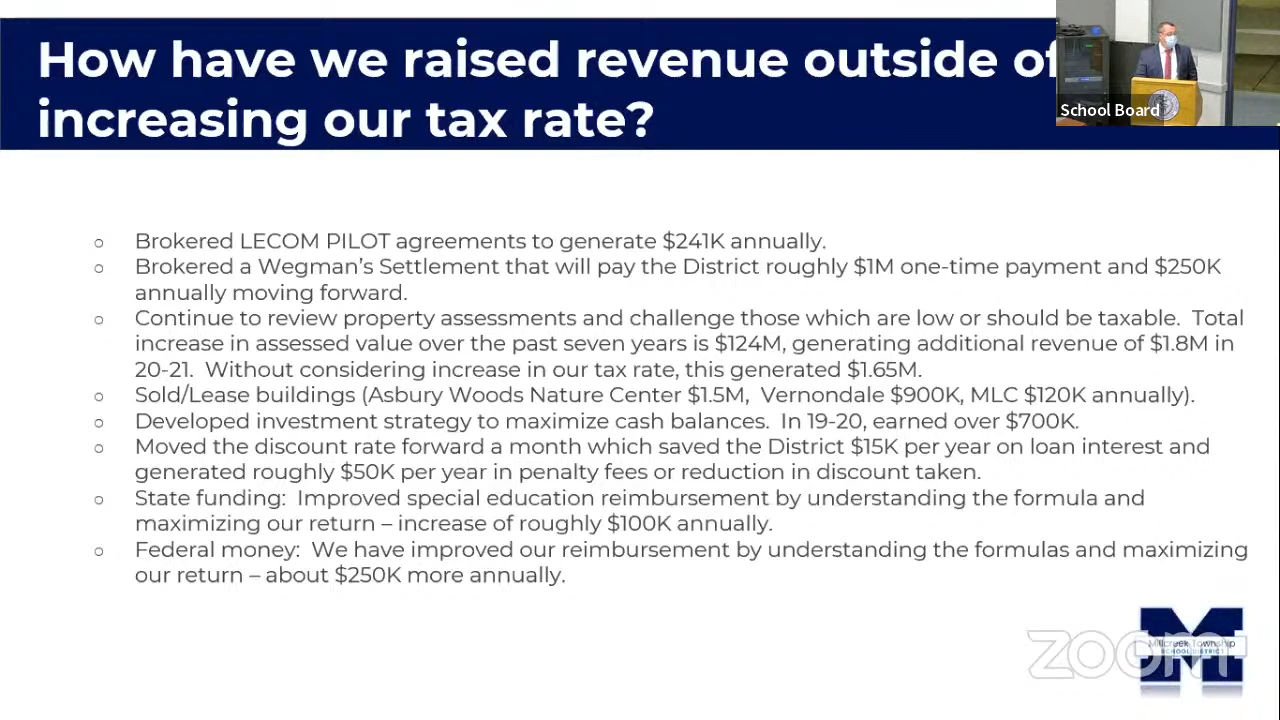 How have we raised revenue outside of
increasing our tax rate?
School Board
○ Brokered LECOM PILOT agreements to generate $241K annually.
○ Brokered a Wegman's Settlement that will pay the District roughly $1M one-time payment and $250K
annually moving forward.
○ Continue to review property assessments and challenge those which are low or should be taxable.  Total
increase in assessed value over the past seven years is $124M, generating additional revenue of $1.8M in
20-21.  Without considering increase in our tax rate, this generated $1.65M.
○ Sold/Lease buildings (Asbury Woods Nature Center $1.5M,  Vernondale $900K, MLC $120K annually).
○ Developed investment strategy to maximize cash balances.  In 19-20, earned over $700K.
○ Moved the discount rate forward a month which saved the District $15K per year on loan interest and
generated roughly $50K per year in penalty fees or reduction in discount taken.
○ State funding:  Improved special education reimbursement by understanding the formula and
maximizing our return – increase of roughly $100K annually.
○ Federal money:  We have improved our reimbursement by understanding the formulas and maximizing
our return – about $250K more annually.
zoom
Millcreek Township
SCHOOL DISTRICT